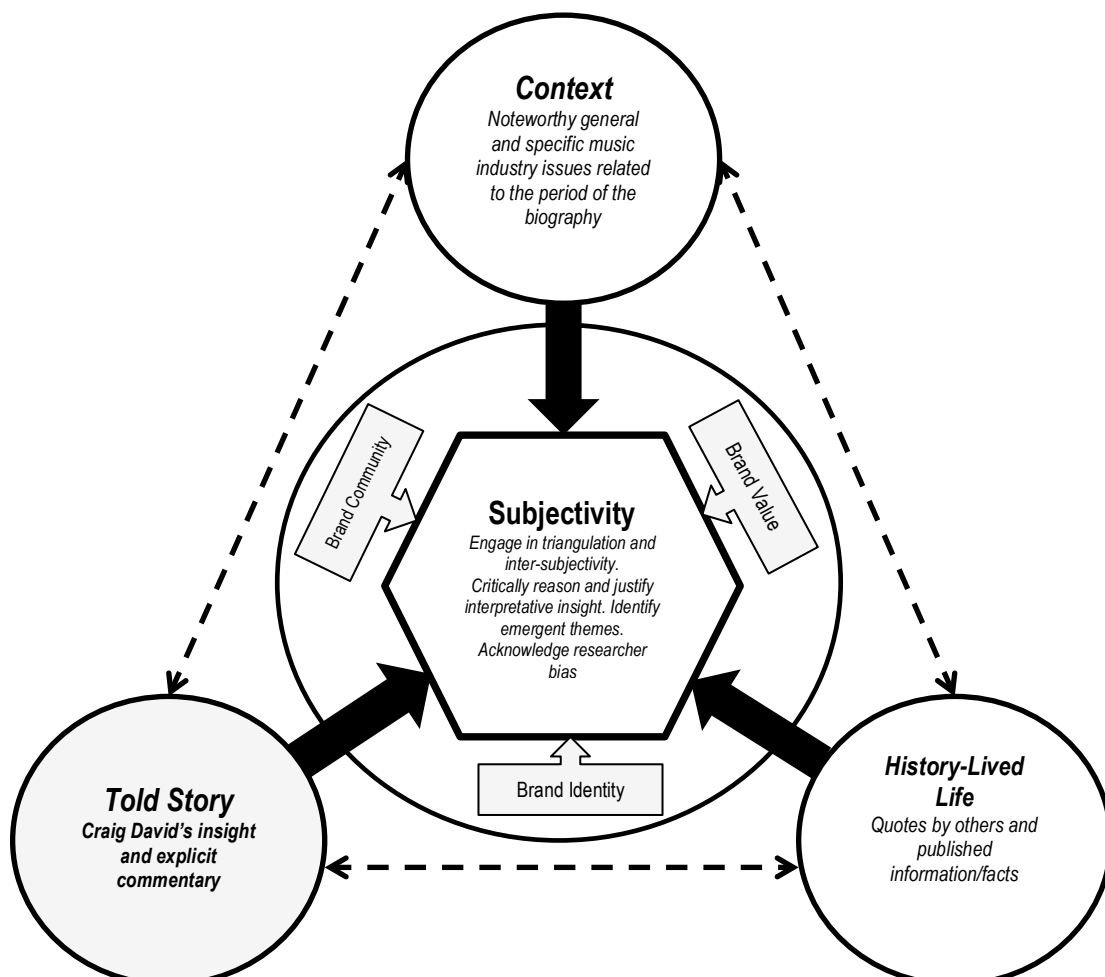 Context
Noteworthy general
and specific music
industry issues related
to the period of the
biography
Brand Community
Brand Value
Subjectivity
Engage in triangulation and
inter-subjectivity.
Critically reason and justify
interpretative insight. Identify
emergent themes.
Acknowledge researcher
bias
Brand Identity
Told Story
Craig David's insight
and explicit
commentary
History-Lived
Life
Quotes by others and
published
information/facts